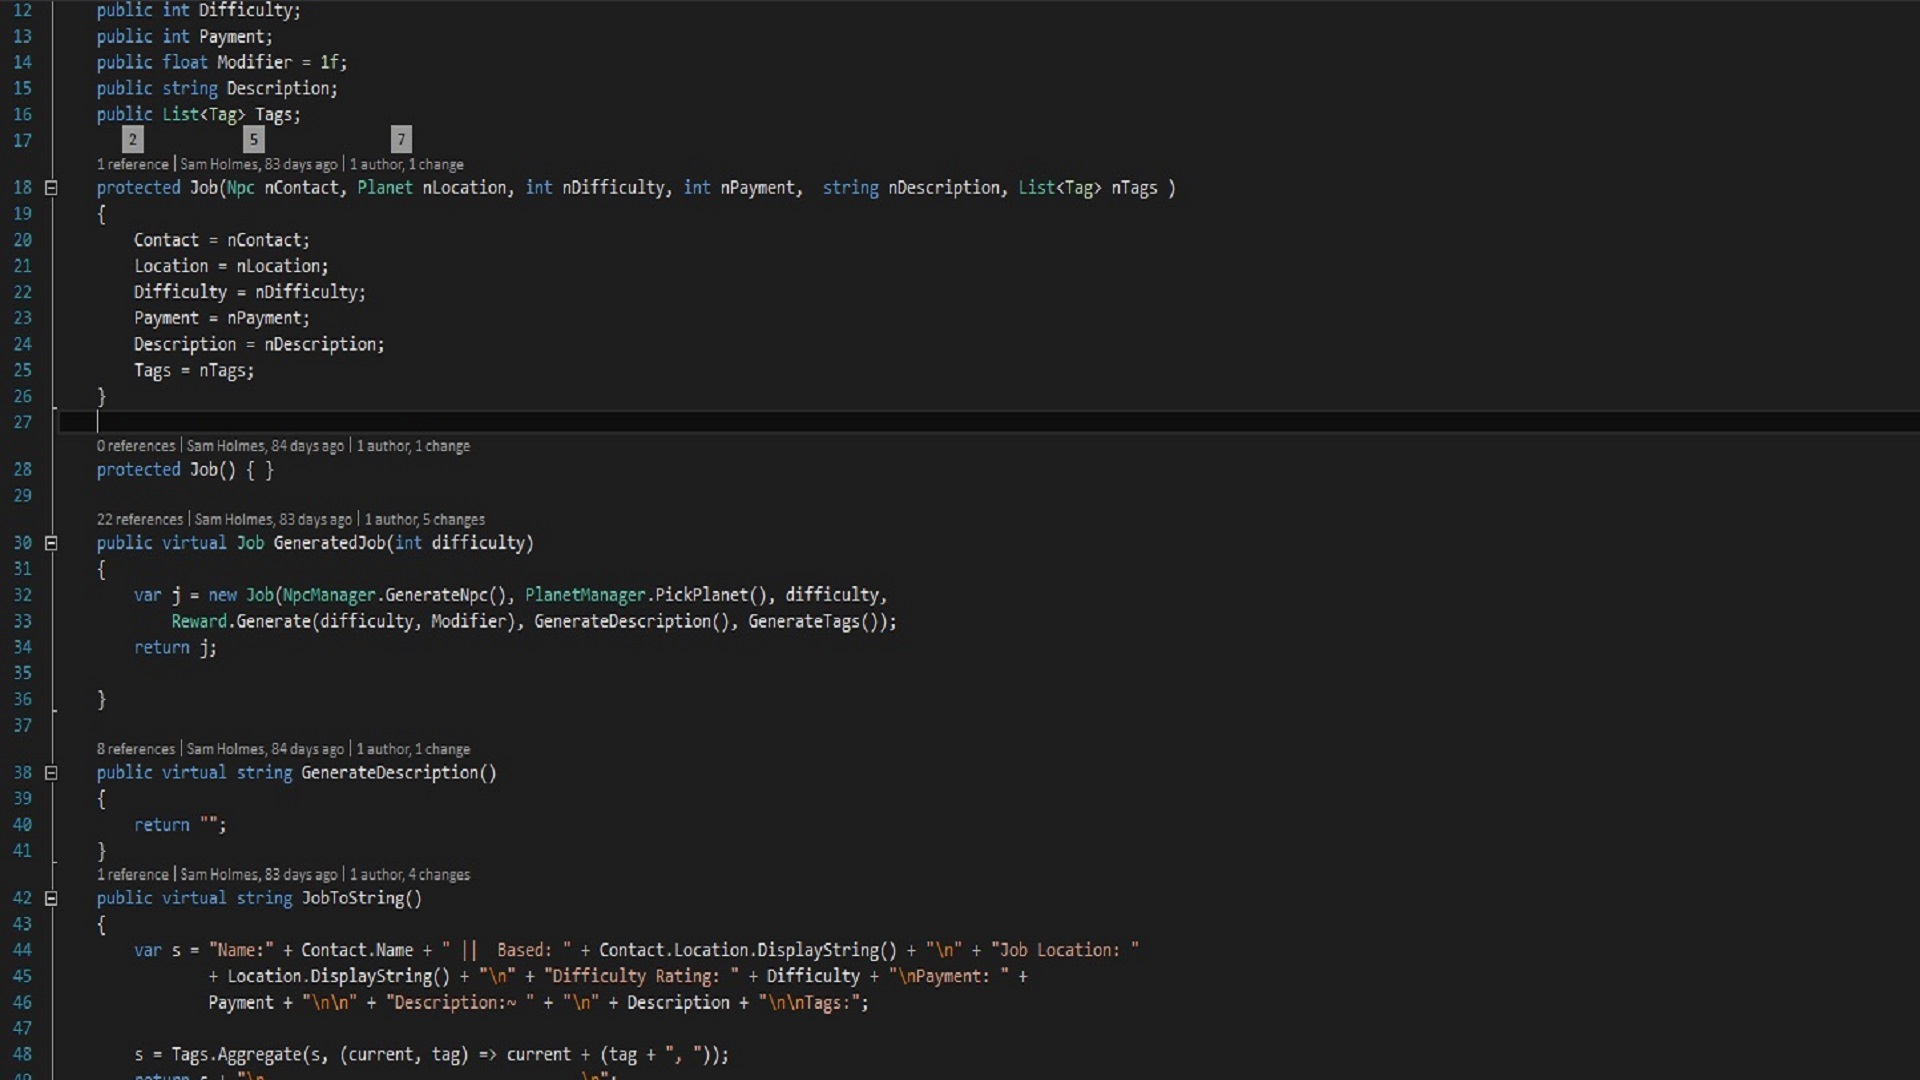 12 public int Difficulty;
13 public int Payment;
14 public float Modifier = 1f;
15 public string Description;
16 public List<Tag> Tags;
17 2 5 7
1 reference | Sam Holmes, 83 days ago | 1 author, 1 change
18 protected Job(Npc nContact, Planet nLocation, int nDifficulty, int nPayment,  string nDescription, List<Tag> nTags )
19 {
20 Contact = nContact;
21 Location = nLocation;
22 Difficulty = nDifficulty;
23 Payment = nPayment;
24 Description = nDescription;
25 Tags = nTags;
26 }
27
0 references | Sam Holmes, 84 days ago | 1 author, 1 change
28 protected Job() { }
29
22 references | Sam Holmes, 83 days ago | 1 author, 5 changes
30 public virtual Job GeneratedJob(int difficulty)
31 {
32 var j = new Job(NpcManager.GenerateNpc(), PlanetManager.PickPlanet(), difficulty,
33 Reward.Generate(difficulty, Modifier), GenerateDescription(), GenerateTags());
34 return j;
35
36 }
37
8 references | Sam Holmes, 84 days ago | 1 author, 1 change
38 public virtual string GenerateDescription()
39 {
40 return "";
41 }
1 reference | Sam Holmes, 83 days ago | 1 author, 4 changes
42 public virtual string JobToString()
43 {
44 var s = "Name:" + Contact.Name + " ||  Based: " + Contact.Location.DisplayString() + "\n" + "Job Location: "
45 + Location.DisplayString() + "\n" + "Difficulty Rating: " + Difficulty + "\nPayment: " +
46 Payment + "\n\n" + "Description:~ " + "\n" + Description + "\n\nTags:";
47
48 s = Tags.Aggregate(s, (current, tag) => current + (tag + ", "));